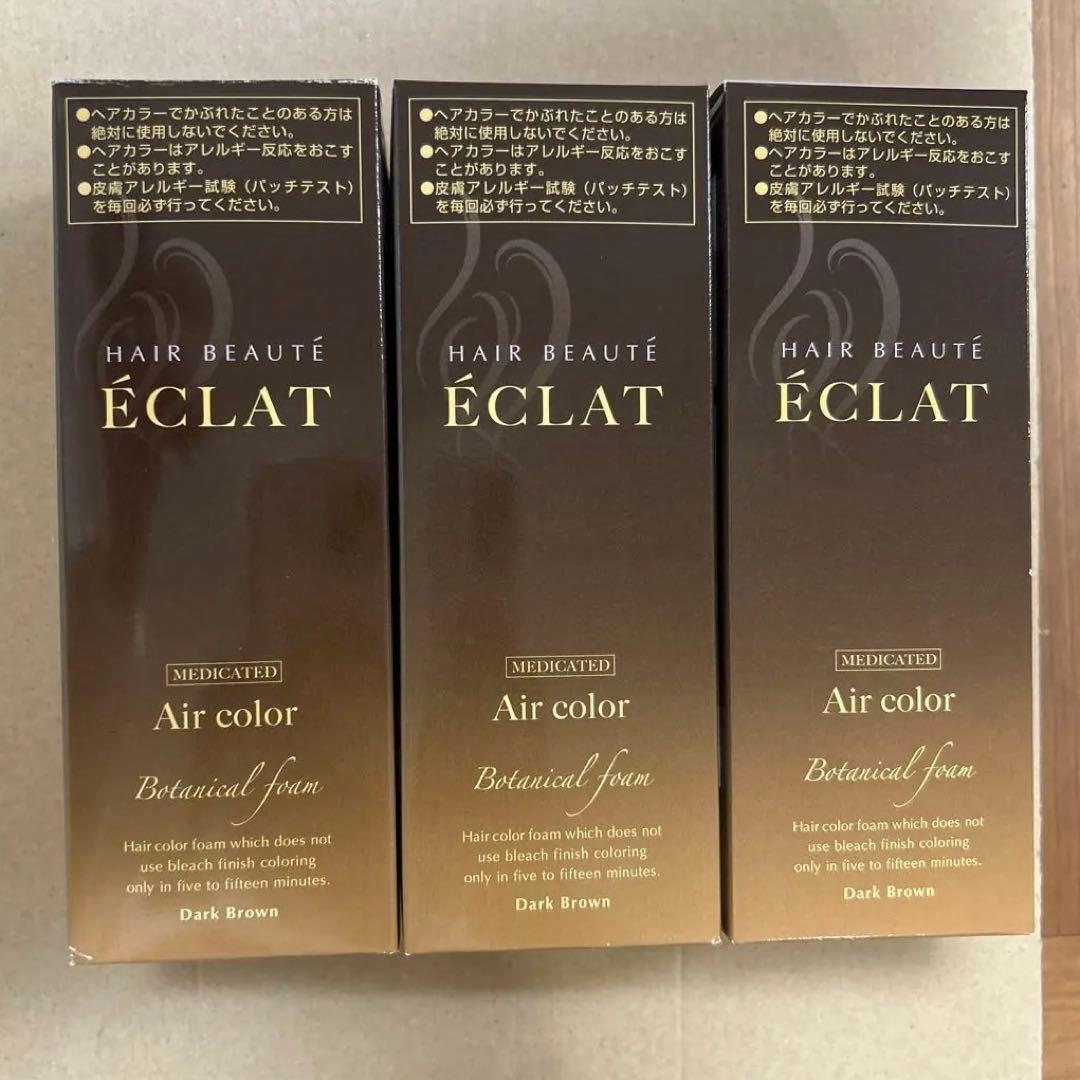 ●ヘアカラーでかぶれたことのある方は
絶対に使用しないでください。
●ヘアカラーはアレルギー反応をおこす
ことがあります。
●皮膚アレルギー試験（パッチテスト）
を毎回必ず行ってください。
HAIR BEAUTÉ
ÉCLAT
MEDICATED
Air color
Botanical foam
Hair color foam which does not
use bleach finish coloring
only in five to fifteen minutes.
Dark Brown
●ヘアカラーでかぶれたことのある方は
絶対に使用しないでください。
●ヘアカラーはアレルギー反応をおこす
ことがあります。
●皮膚アレルギー試験（パッチテスト）
を毎回必ず行ってください。
HAIR BEAUTÉ
ÉCLAT
MEDICATED
Air color
Botanical foam
Hair color foam which does not
use bleach finish coloring
only in five to fifteen minutes.
Dark Brown
●ヘアカラーでかぶれたことのある方は
絶対に使用しないでください。
●ヘアカラーはアレルギー反応をおこす
ことがあります。
●皮膚アレルギー試験（パッチテスト）
を毎回必ず行ってください。
HAIR BEAUTÉ
ÉCLAT
MEDICATED
Air color
Botanical foam
Hair color foam which does not
use bleach finish coloring
only in five to fifteen minutes.
Dark Brown